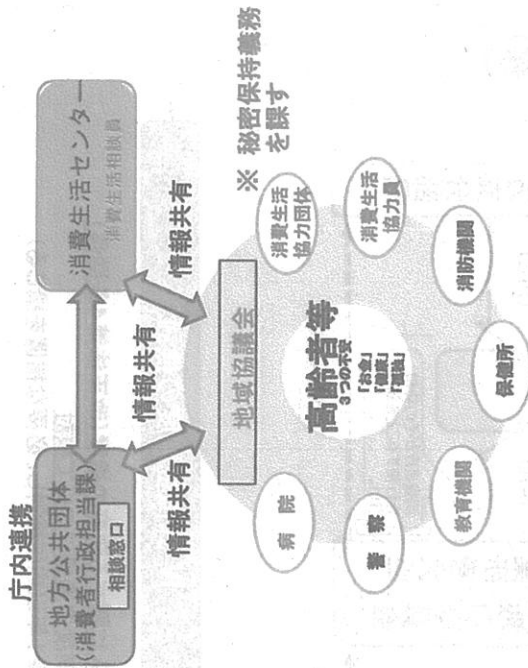 庁内連携
地方公共団体
(消費者行政担当課)
相談窓口
消費生活センター
消費生活相談員
情報共有
情報共有
情報共有
地域協議会
※ 秘密保持義務
を課す
高齢者等
3つの不安
「お金」
「健康」
「孤独」
病 院
警 察
教育機関
保健所
消防機関
消費生活
協力員
消費生活
協力団体